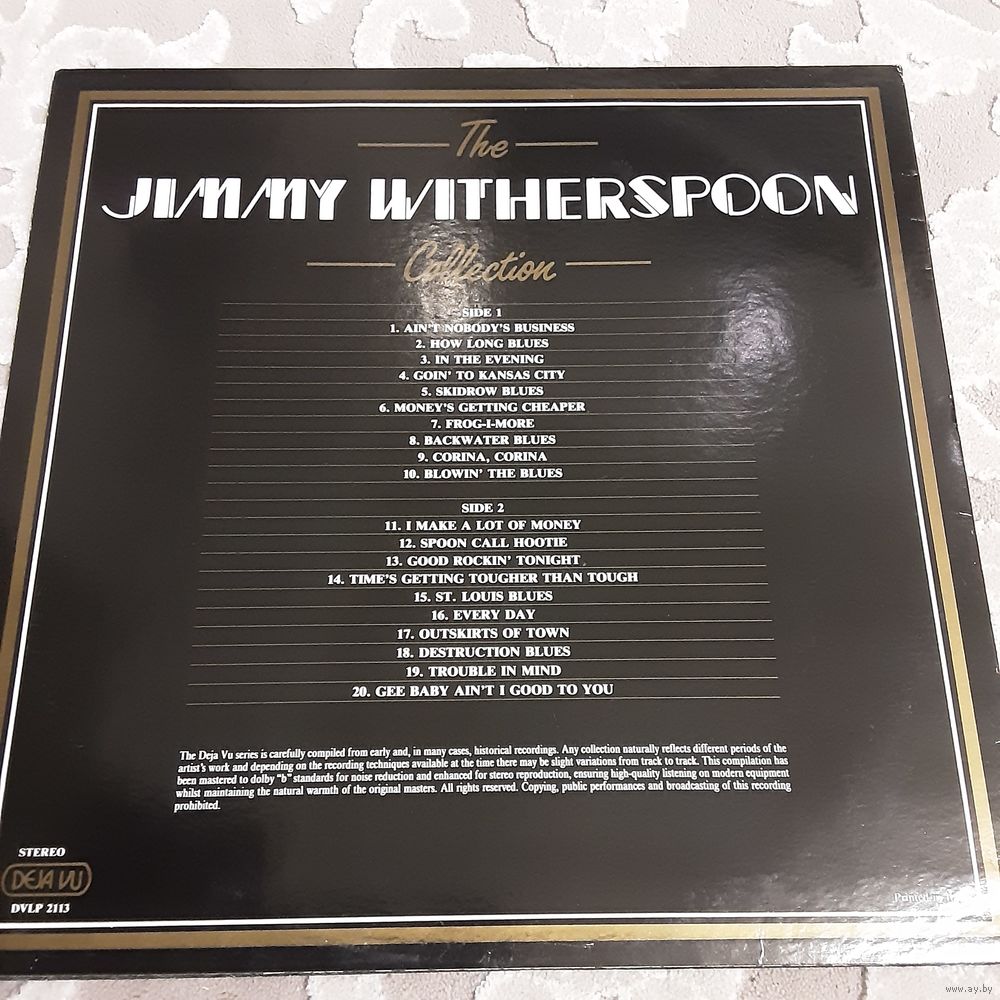 The
JIMMY WITHERSPOON
Collection
SIDE 1
1. AIN'T NOBODY'S BUSINESS
2. HOW LONG BLUES
3. IN THE EVENING
4. GOIN' TO KANSAS CITY
5. SKIDROW BLUES
6. MONEY'S GETTING CHEAPER
7. FROG-I-MORE
8. BACKWATER BLUES
9. CORINA, CORINA
10. BLOWIN' THE BLUES
SIDE 2
11. I MAKE A LOT OF MONEY
12. SPOON CALL HOOTIE
13. GOOD ROCKIN' TONIGHT
14. TIME'S GETTING TOUGHER THAN TOUGH
15. ST. LOUIS BLUES
16. EVERY DAY
17. OUTSKIRTS OF TOWN
18. DESTRUCTION BLUES
19. TROUBLE IN MIND
20. GEE BABY AIN'T I GOOD TO YOU
The Deja Vu series is carefully compiled from early and, in many cases, historical recordings. Any collection naturally reflects different periods of the
artist's work and depending on the recording techniques available at the time there may be slight variations from track to track. This compilation has
been mastered to dolby "b" standards for noise reduction and enhanced for stereo reproduction, ensuring high-quality listening on modern equipment
whilst maintaining the natural warmth of the original masters. All rights reserved. Copying, public performances and broadcasting of this recording
prohibited.
STEREO
DEJA VU
DVLP 2113
Printed in
www.ay.by